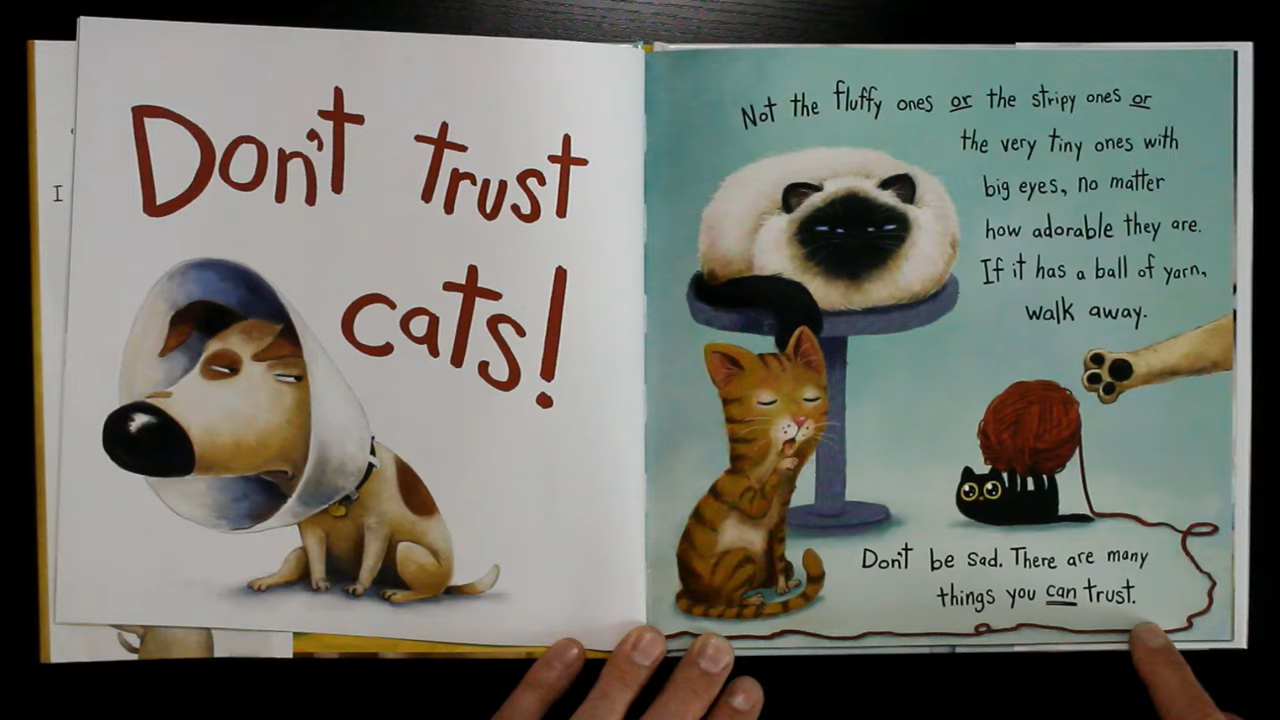 I
Don't trust
cats!
Not the fluffy ones or the stripy ones or
the very tiny ones with
big eyes, no matter
how adorable they are.
If it has a ball of yarn,
walk away.
Don't be sad. There are many
things you can trust.